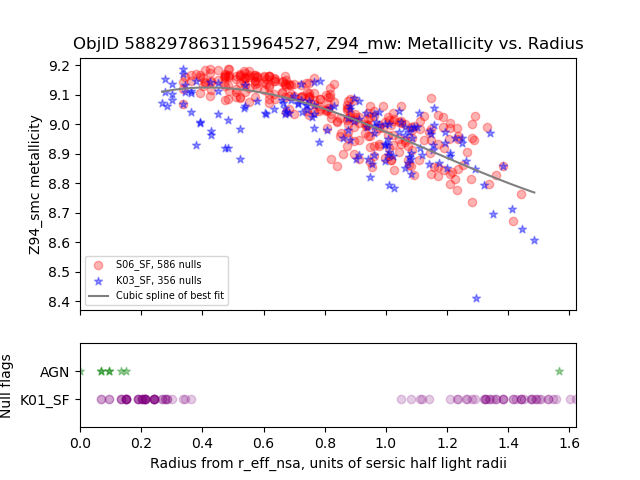 ObjID 588297863115964527, Z94_mw: Metallicity vs. Radius
Z94_smc metallicity
9.2
9.1
9.0
8.9
8.8
8.7
8.6
8.5
8.4
S06_SF, 586 nulls
K03_SF, 356 nulls
Cubic spline of best fit
Null flags
AGN
K01_SF
0.0 0.2 0.4 0.6 0.8 1.0 1.2 1.4 1.6
Radius from r_eff_nsa, units of sersic half light radii